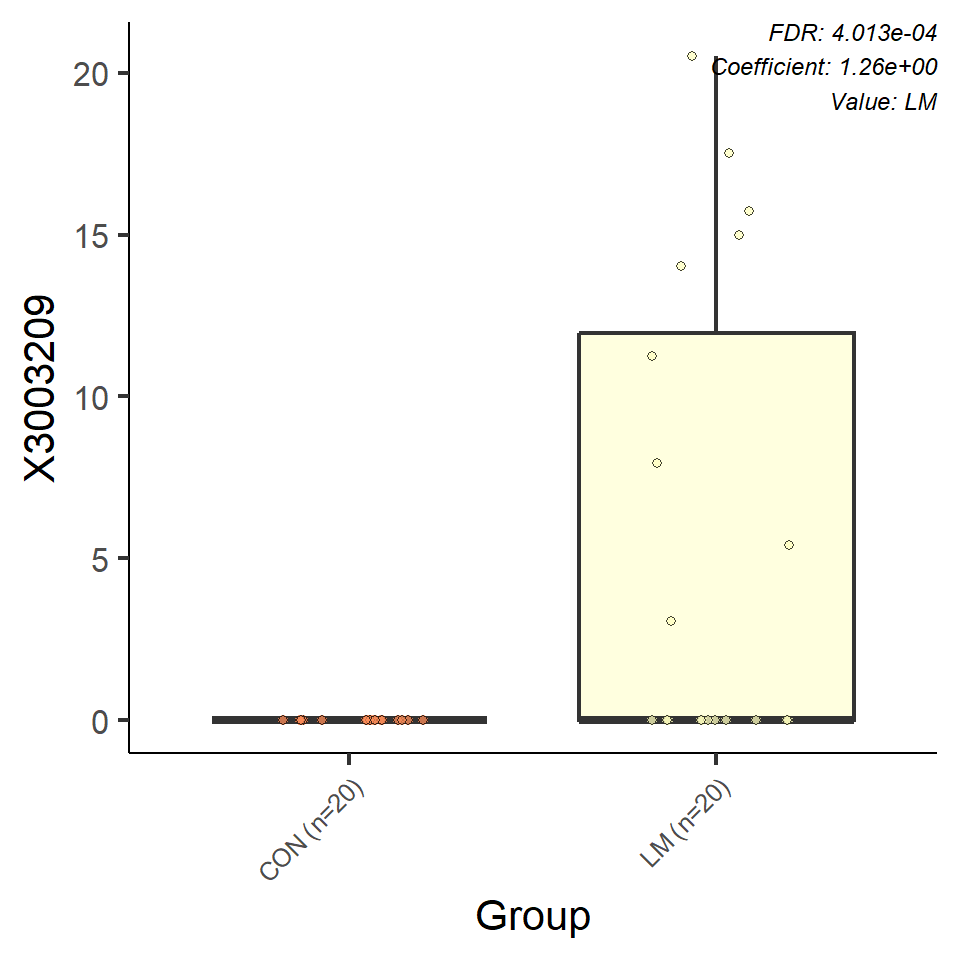 FDR: 4.013e-04
Coefficient: 1.26e+00
Value: LM
20
15
10
5
0
X3003209
CON (n=20)
LM (n=20)
Group